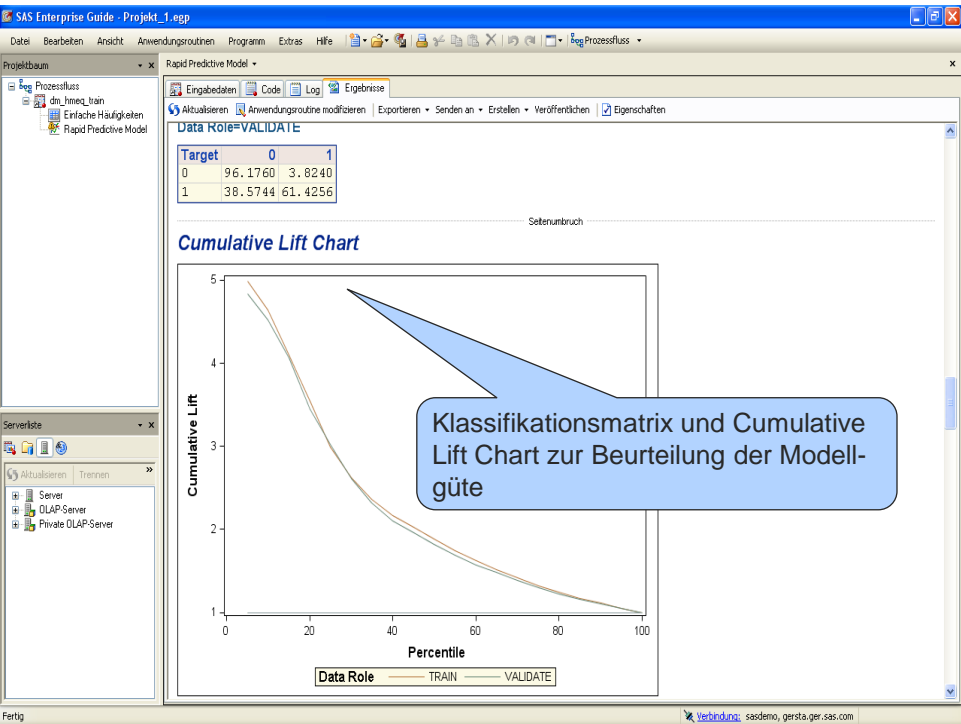 SAS Enterprise Guide - Projekt_1.egp
Datei Bearbeiten Ansicht Anwendungsroutinen Programm Extras Hilfe Prozessfluss
Projektbaum
Prozessfluss
dm_hmeq_train
Einfache Häufigkeiten
Rapid Predictive Model
Serverliste
Aktualisieren Trennen »
Server
OLAP-Server
Private OLAP-Server
Rapid Predictive Model
Eingabedaten Code Log Ergebnisse
Aktualisieren Anwendungsroutine modifizieren Exportieren Senden an Erstellen Veröffentlichen Eigenschaften
Data Role=VALIDATE
Target 0 1
0 96.1760 3.8240
1 38.5744 61.4256
Seitenumbruch
Cumulative Lift Chart
5
4
3
2
1
Cumulative Lift
0 20 40 60 80 100
Percentile
Data Role TRAIN VALIDATE
Klassifikationsmatrix und Cumulative
Lift Chart zur Beurteilung der Modell-
güte
Fertig
Verbindung: sasdemo, gersta.ger.sas.com